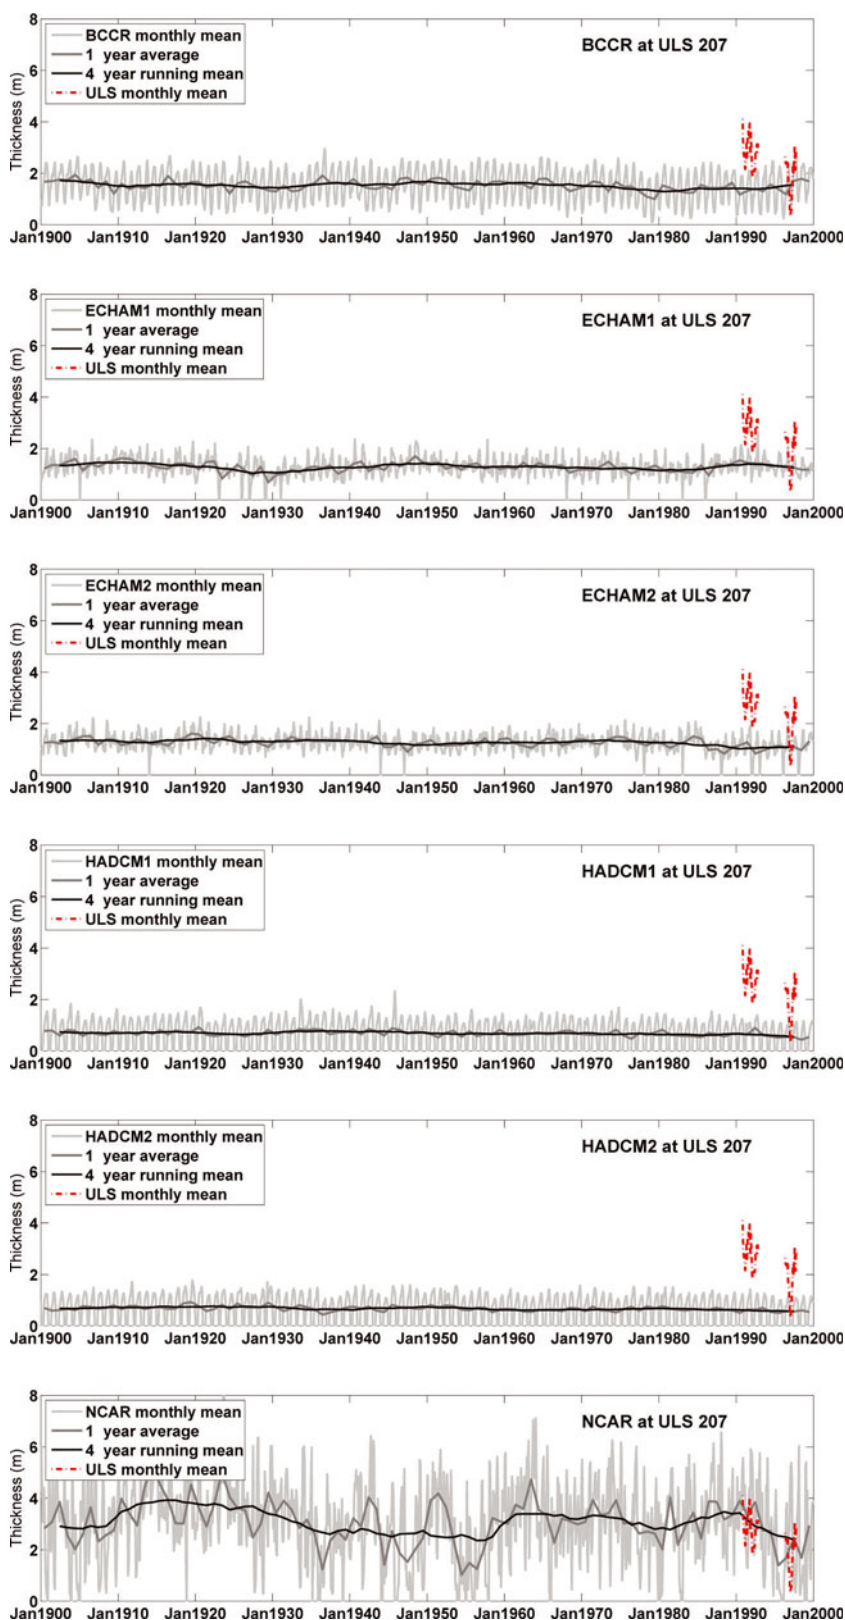 8
BCCR monthly mean
BCCR at ULS 207
1 year average
6
4 year running mean
ULS monthly mean
4
Thickness (m)
2
0
Jan1900 Jan1910 Jan1920 Jan1930 Jan1940 Jan1950 Jan1960 Jan1970 Jan1980 Jan1990 Jan2000
8
ECHAM1 monthly mean
ECHAM1 at ULS 207
1 year average
6
4 year running mean
ULS monthly mean
4
Thickness (m)
2
0
Jan1900 Jan1910 Jan1920 Jan1930 Jan1940 Jan1950 Jan1960 Jan1970 Jan1980 Jan1990 Jan2000
8
ECHAM2 monthly mean
ECHAM2 at ULS 207
1 year average
6
4 year running mean
ULS monthly mean
4
Thickness (m)
2
0
Jan1900 Jan1910 Jan1920 Jan1930 Jan1940 Jan1950 Jan1960 Jan1970 Jan1980 Jan1990 Jan2000
8
HADCM1 monthly mean
HADCM1 at ULS 207
1 year average
6
4 year running mean
ULS monthly mean
4
Thickness (m)
2
0
Jan1900 Jan1910 Jan1920 Jan1930 Jan1940 Jan1950 Jan1960 Jan1970 Jan1980 Jan1990 Jan2000
8
HADCM2 monthly mean
HADCM2 at ULS 207
1 year average
6
4 year running mean
ULS monthly mean
4
Thickness (m)
2
0
Jan1900 Jan1910 Jan1920 Jan1930 Jan1940 Jan1950 Jan1960 Jan1970 Jan1980 Jan1990 Jan2000
8
NCAR monthly mean
NCAR at ULS 207
1 year average
6
4 year running mean
ULS monthly mean
4
Thickness (m)
2
0
Jan1900 Jan1910 Jan1920 Jan1930 Jan1940 Jan1950 Jan1960 Jan1970 Jan1980 Jan1990 Jan2000